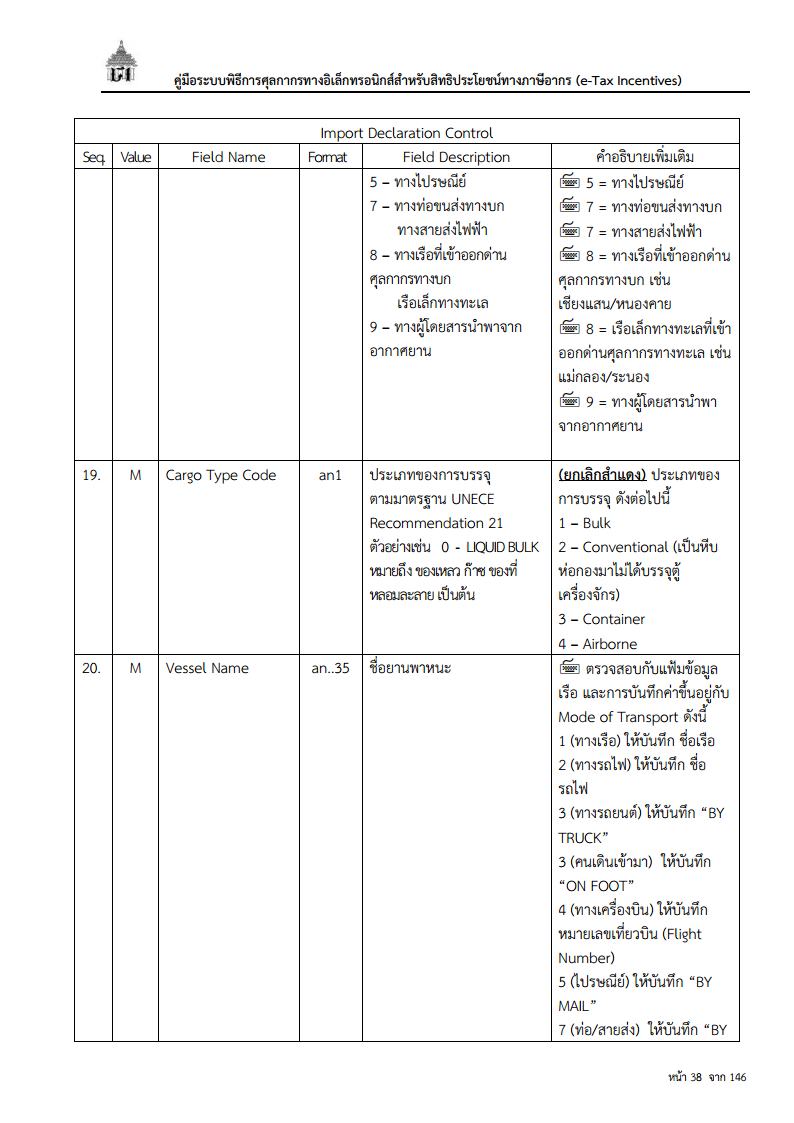 คู่มือระบบพิธีการศุลกากรทางอิเล็กทรอนิกส์สำหรับสิทธิประโยชน์ทางภาษีอากร (e-Tax Incentives)
Import Declaration Control
Seq. Value Field Name Format Field Description คำอธิบายเพิ่มเติม
5 – ทางไปรษณีย์
7 – ทางท่อขนส่งทางบก
ทางสายส่งไฟฟ้า
8 – ทางเรือที่เข้าออกด่าน
ศุลกากรทางบก
เรือเล็กทางทะเล
9 – ทางผู้โดยสารนำพาจาก
อากาศยาน
5 = ทางไปรษณีย์
7 = ทางท่อขนส่งทางบก
7 = ทางสายส่งไฟฟ้า
8 = ทางเรือที่เข้าออกด่าน
ศุลกากรทางบก เช่น
เชียงแสน/หนองคาย
8 = เรือเล็กทางทะเลที่เข้า
ออกด่านศุลกากรทางทะเล เช่น
แม่กลอง/ระนอง
9 = ทางผู้โดยสารนำพา
จากอากาศยาน
19. M Cargo Type Code an1
ประเภทของการบรรจุ
ตามมาตรฐาน UNECE
Recommendation 21
ตัวอย่างเช่น 0 - LIQUID BULK
หมายถึง ของเหลว ก๊าซ ของที่
หลอมละลาย เป็นต้น
(ยกเลิกสำแดง) ประเภทของ
การบรรจุ ดังต่อไปนี้
1 – Bulk
2 – Conventional (เป็นหีบ
ห่อกองมาไม่ได้บรรจุตู้
เครื่องจักร)
3 – Container
4 – Airborne
20. M Vessel Name an..35 ชื่อยานพาหนะ
ตรวจสอบกับแฟ้มข้อมูล
เรือ และการบันทึกค่าขึ้นอยู่กับ
Mode of Transport ดังนี้
1 (ทางเรือ) ให้บันทึก ชื่อเรือ
2 (ทางรถไฟ) ให้บันทึก ชื่อ
รถไฟ
3 (ทางรถยนต์) ให้บันทึก “BY
TRUCK”
3 (คนเดินเข้ามา) ให้บันทึก
“ON FOOT”
4 (ทางเครื่องบิน) ให้บันทึก
หมายเลขเที่ยวบิน (Flight
Number)
5 (ไปรษณีย์) ให้บันทึก “BY
MAIL”
7 (ท่อ/สายส่ง) ให้บันทึก “BY
หน้า 38 จาก 146